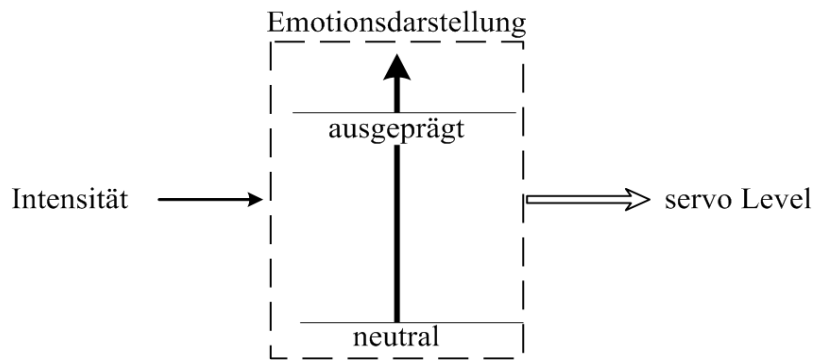 Emotionsdarstellung
ausgeprägt
Intensität
servo Level
neutral